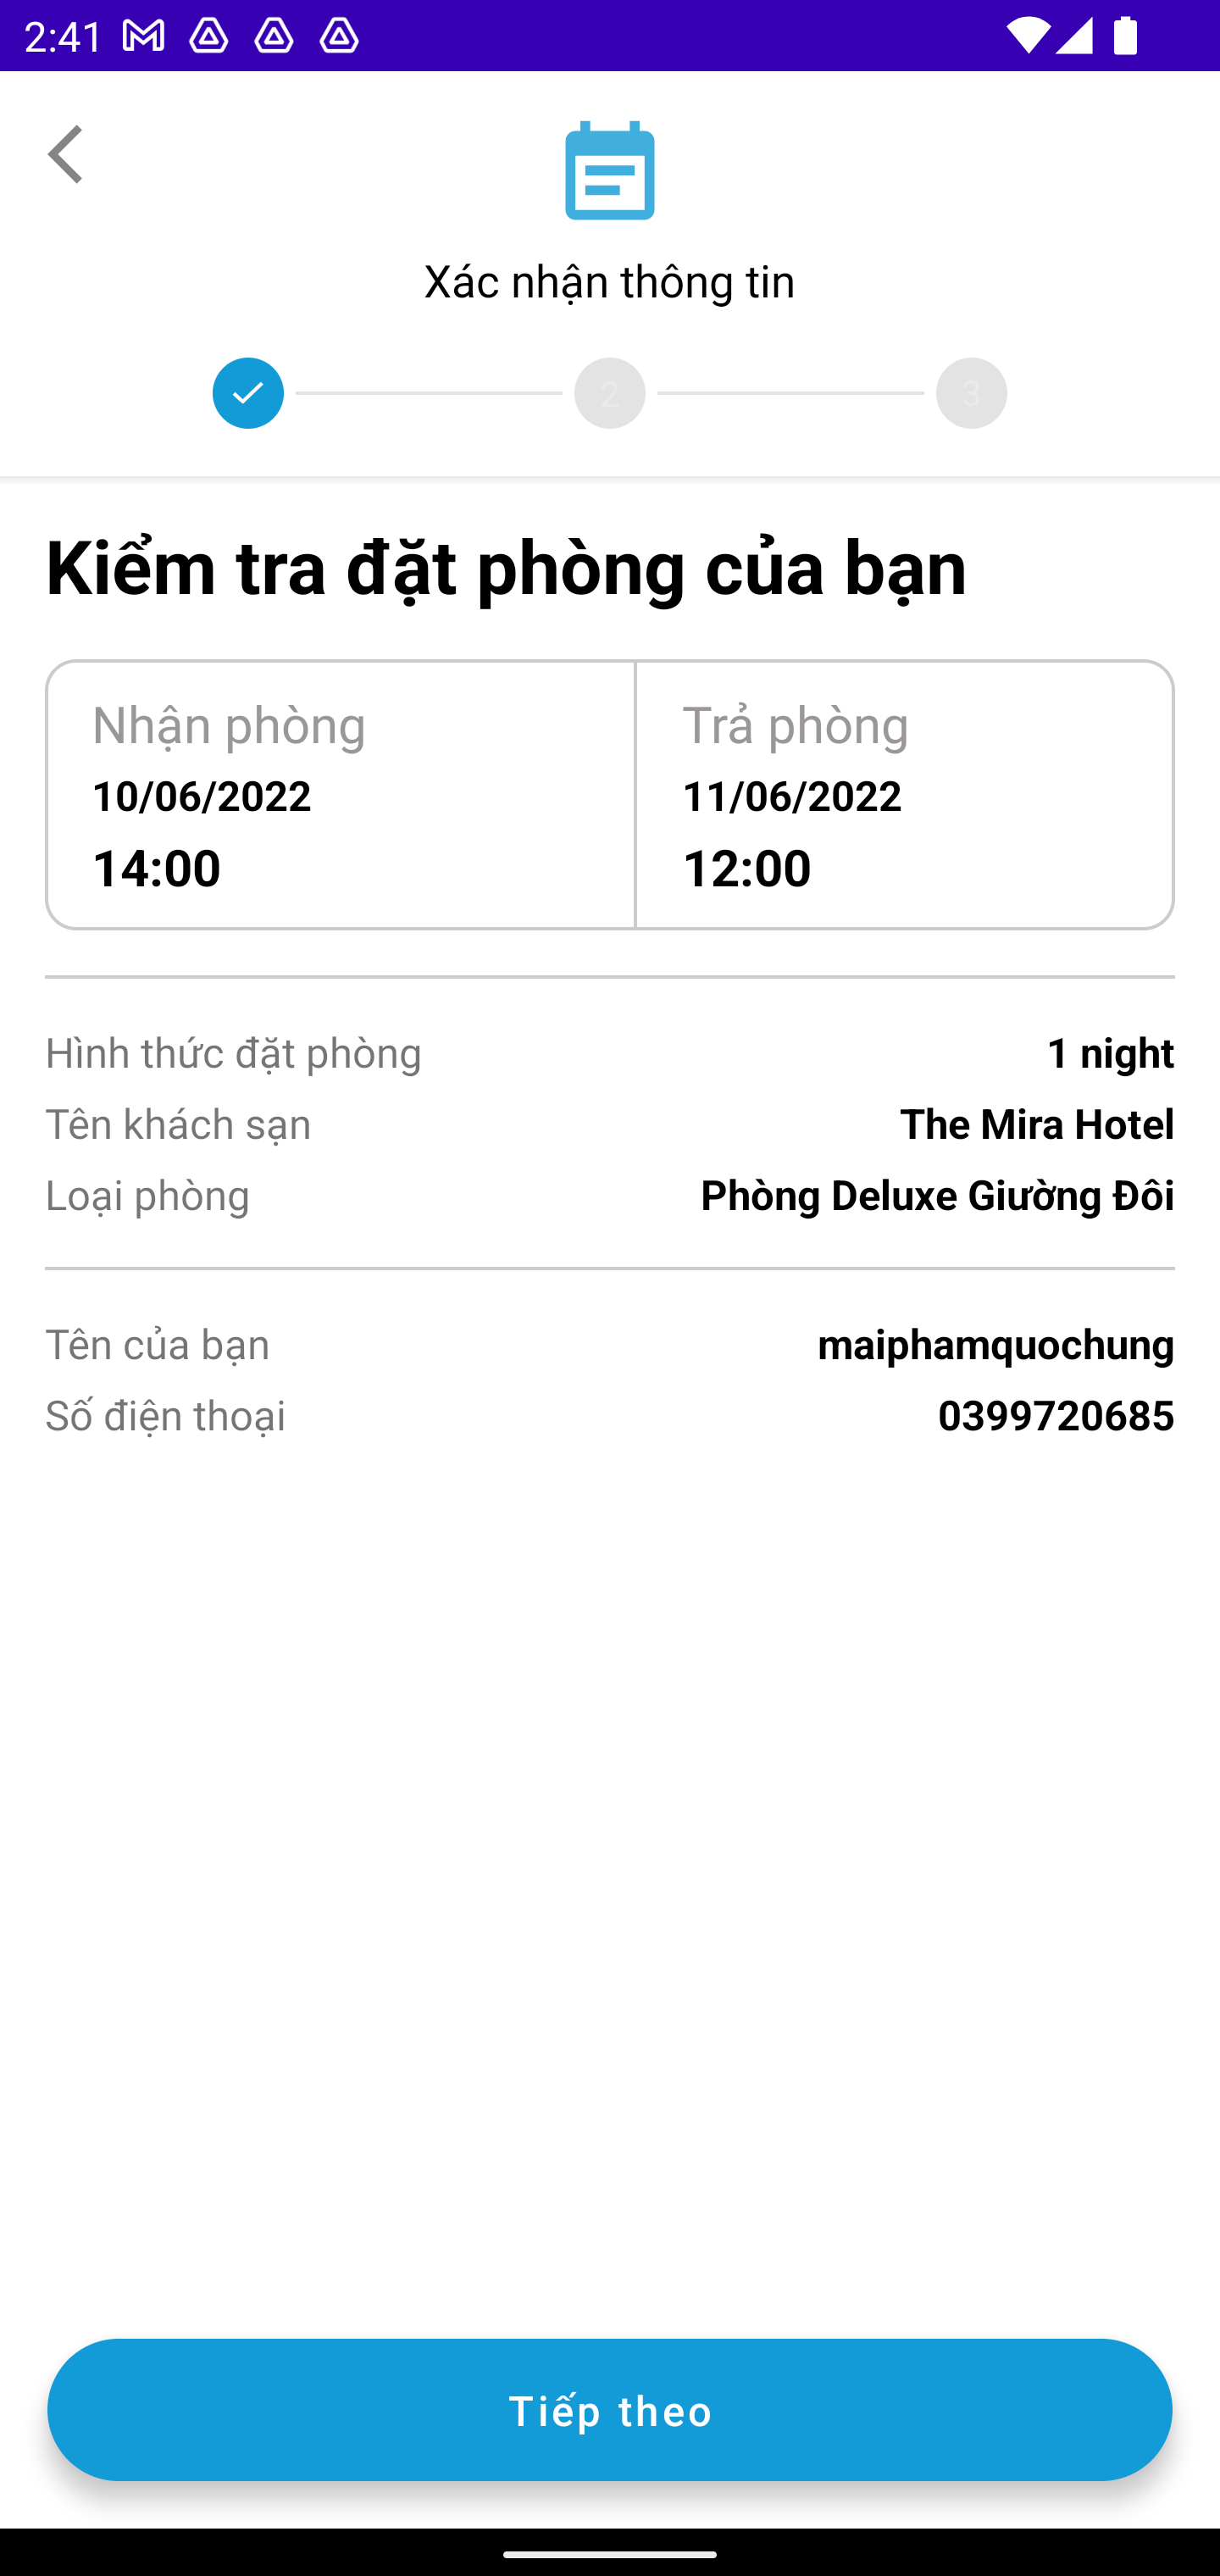 2:41
Xác nhận thông tin
2
3
Kiểm tra đặt phòng của bạn
Nhận phòng
10/06/2022
14:00
Trả phòng
11/06/2022
12:00
Hình thức đặt phòng 1 night
Tên khách sạn The Mira Hotel
Loại phòng Phòng Deluxe Giường Đôi
Tên của bạn maiphamquochung
Số điện thoại 0399720685
Tiếp theo